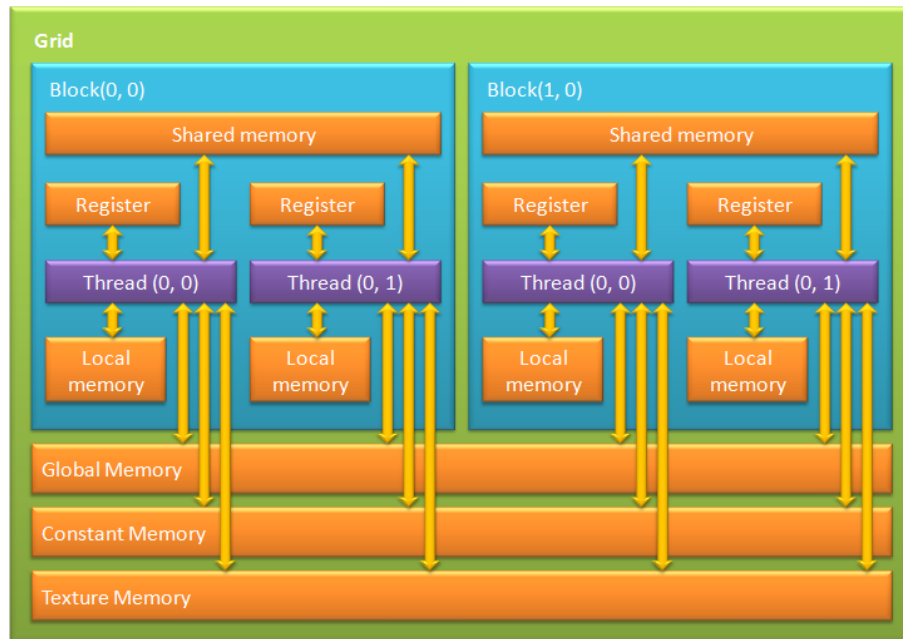 Grid
Block(0, 0)
Shared memory
Register
Register
Thread (0, 0)
Thread (0, 1)
Local
memory
Local
memory
Block(1, 0)
Shared memory
Register
Register
Thread (0, 0)
Thread (0, 1)
Local
memory
Local
memory
Global Memory
Constant Memory
Texture Memory